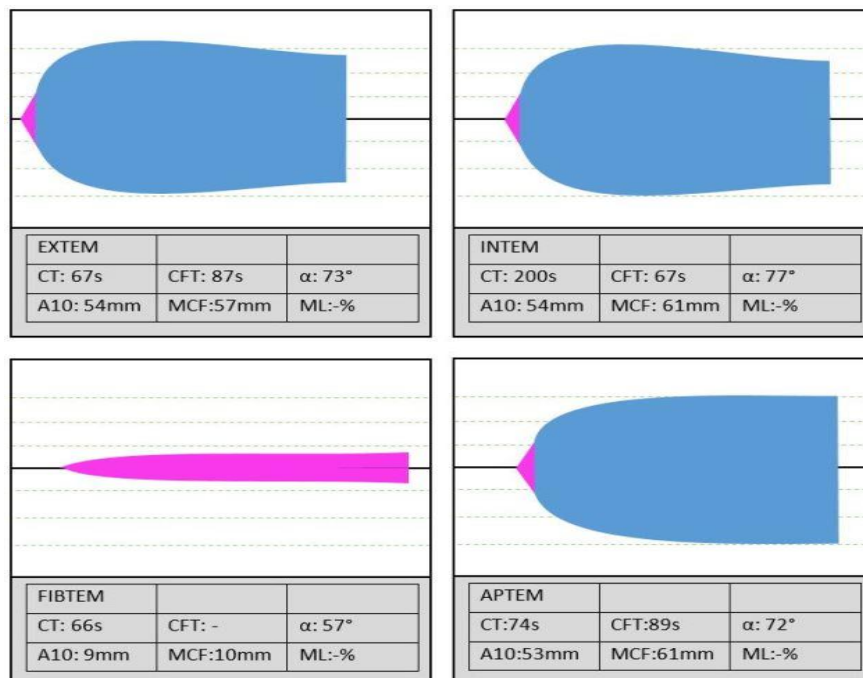 EXTEM
CT: 67s CFT: 87s α: 73°
A10: 54mm MCF:57mm ML:-%
INTEM
CT: 200s CFT: 67s α: 77°
A10: 54mm MCF: 61mm ML:-%
FIBTEM
CT: 66s CFT: - α: 57°
A10: 9mm MCF:10mm ML:-%
APTEM
CT:74s CFT:89s α: 72°
A10:53mm MCF:61mm ML:-%